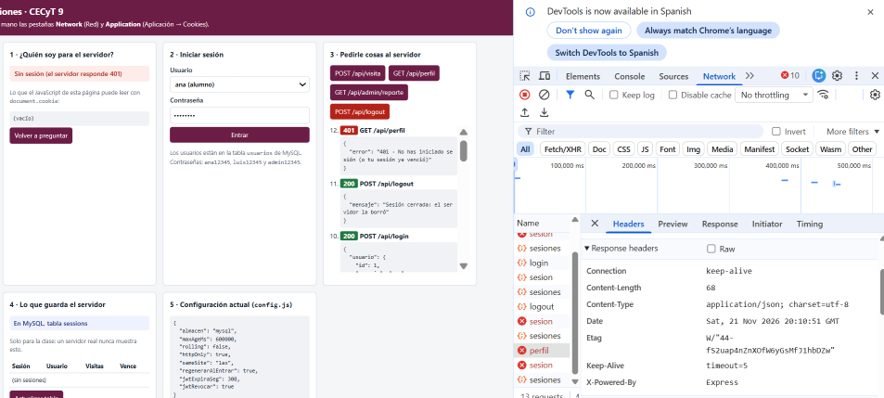 iones · CECyT 9
mano las pestañas Network (Red) y Application (Aplicación → Cookies).
1 · ¿Quién soy para el servidor?
Sin sesión (el servidor responde 401)
Lo que el JavaScript de esta página puede leer con
document.cookie:
(vacío)
Volver a preguntar
2 · Iniciar sesión
Usuario
ana (alumno)
Contraseña
••••••••
Entrar
Los usuarios están en la tabla usuarios de MySQL.
Contraseñas: ana12345, luis12345 y admin12345.
3 · Pedirle cosas al servidor
POST /api/visita
GET /api/perfil
GET /api/admin/reporte
POST /api/logout
12. 401 GET /api/perfil
{
"error": "401 - No has iniciado se
sión (o tu sesión ya venció)"
}
11. 200 POST /api/logout
{
"mensaje": "Sesión cerrada: el ser
vidor la borró"
}
10. 200 POST /api/login
{
"usuario": {
"id": 1,
4 · Lo que guarda el servidor
En MySQL, tabla sessions
Solo para la clase: un servidor real nunca muestra
esto.
Sesión Usuario Visitas Vence
(sin sesiones)
5 · Configuración actual (config.js)
{
"almacen": "mysql",
"maxAgeMs": 600000,
"rolling": false,
"httpOnly": true,
"sameSite": "lax",
"regenerarAlEntrar": true,
"jwtExpiraSeg": 300,
"jwtRevocar": true
}
DevTools is now available in Spanish
Don't show again
Always match Chrome's language
Switch DevTools to Spanish
Elements Console Sources Network 10
Keep log Disable cache No throttling
Filter Invert More filters
All Fetch/XHR Doc CSS JS Font Img Media Manifest Socket Wasm Other
100,000 ms 200,000 ms 300,000 ms 400,000 ms 500,000 ms
Name
sesion
sesiones
login
sesion
sesiones
logout
sesion
sesiones
perfil
sesion
sesiones
13 requests 4
Headers Preview Response Initiator Timing
Response headers Raw
Connection keep-alive
Content-Length 68
Content-Type application/json; charset=utf-8
Date Sat, 21 Nov 2026 20:10:51 GMT
Etag W/"44-
fS2uap4nZnXOfW6yGsMfJ1hbDZw"
Keep-Alive timeout=5
X-Powered-By Express